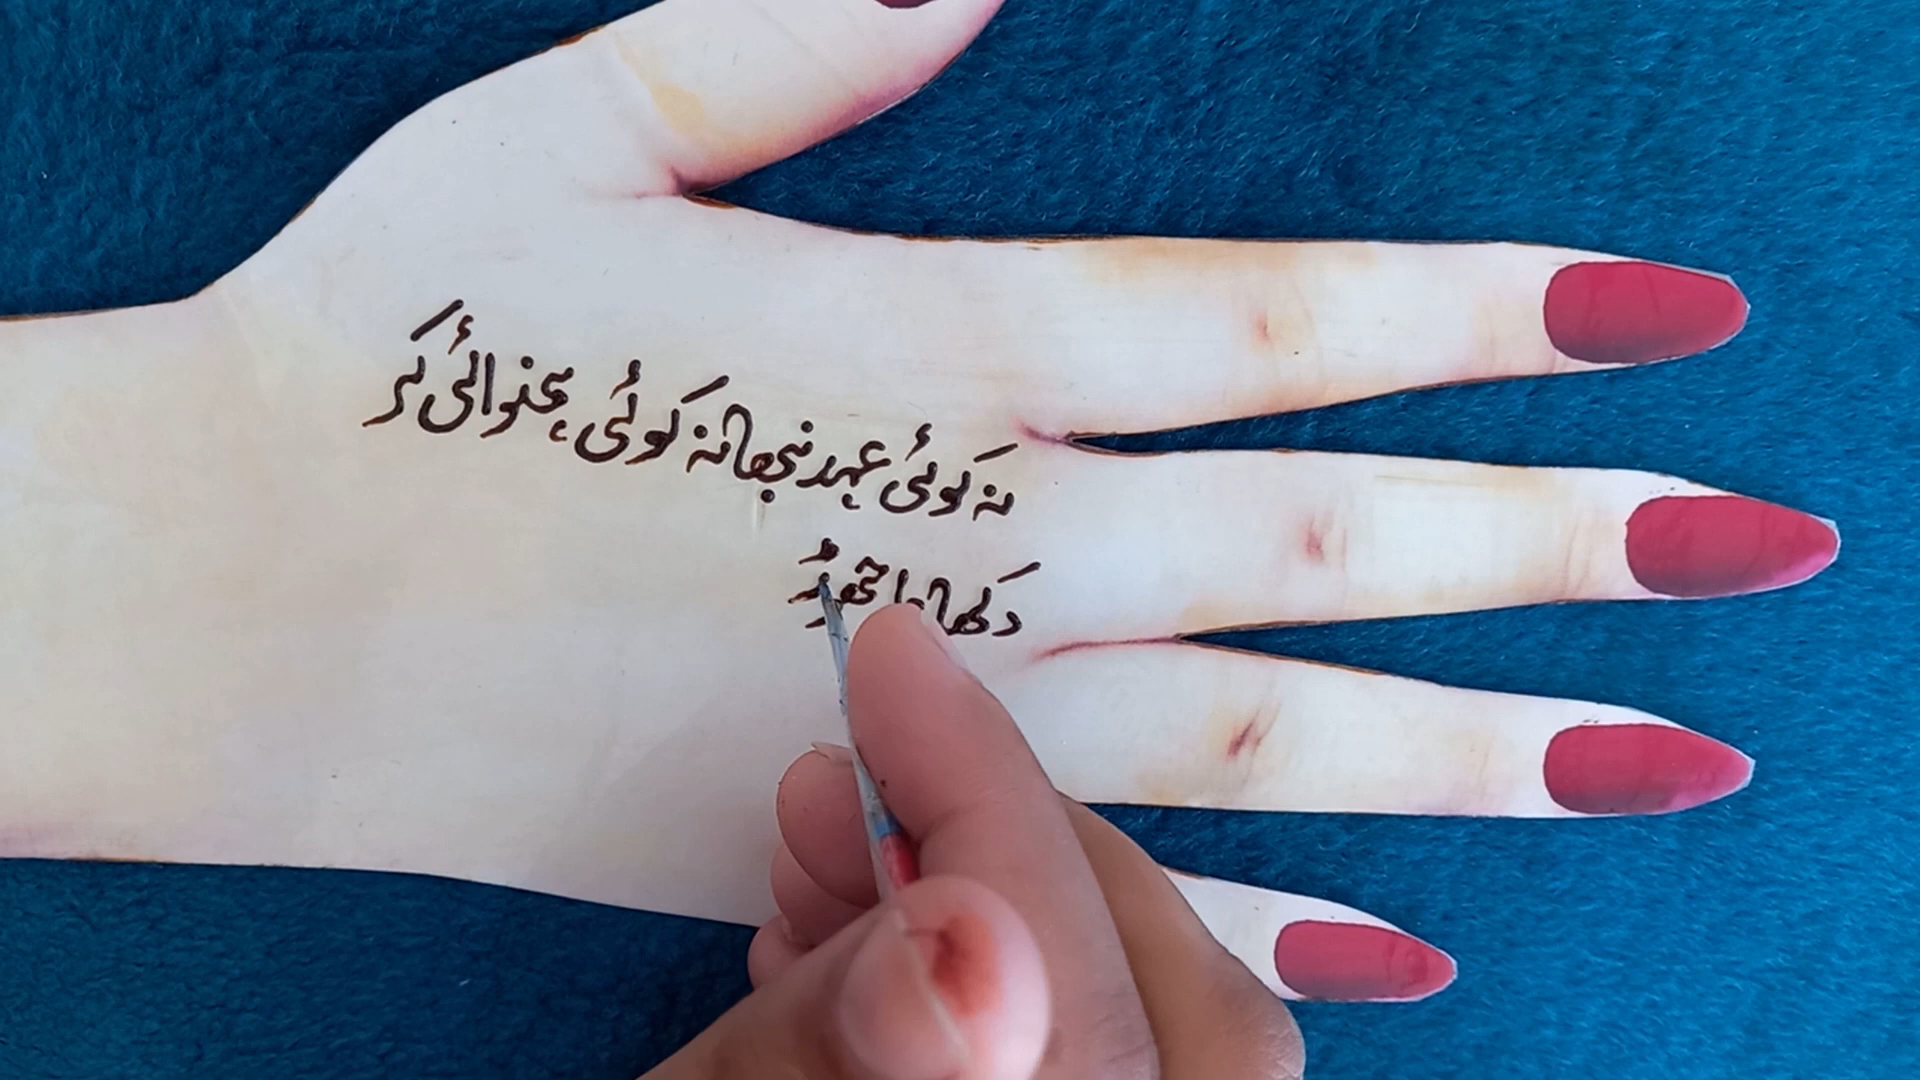 نہ کوئی عہد نبھا نہ کوئی ہمنوائی کر
دکھاوا چھوڑ